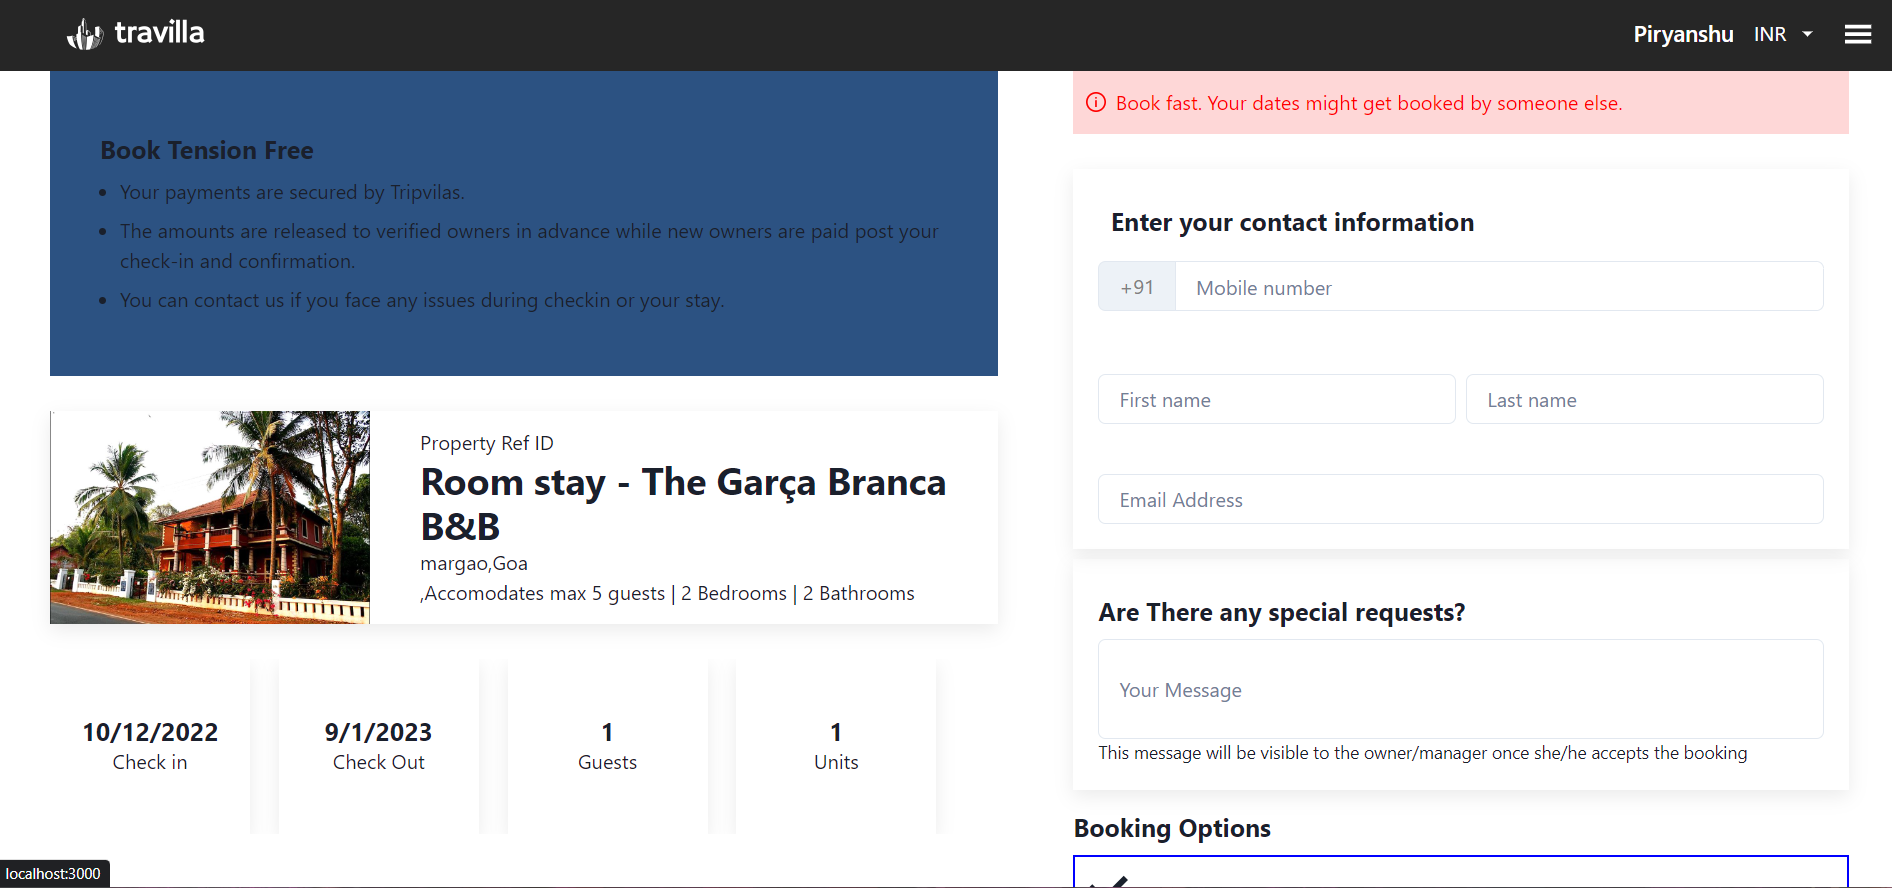 travilla
Piryanshu INR
Book Tension Free
Your payments are secured by Tripvilas.
The amounts are released to verified owners in advance while new owners are paid post your
check-in and confirmation.
You can contact us if you face any issues during checkin or your stay.
Property Ref ID
Room stay - The Garça Branca
B&B
margao,Goa
,Accomodates max 5 guests | 2 Bedrooms | 2 Bathrooms
10/12/2022
Check in
9/1/2023
Check Out
1
Guests
1
Units
Book fast. Your dates might get booked by someone else.
Enter your contact information
+91 Mobile number
First name Last name
Email Address
Are There any special requests?
Your Message
This message will be visible to the owner/manager once she/he accepts the booking
Booking Options
localhost:3000